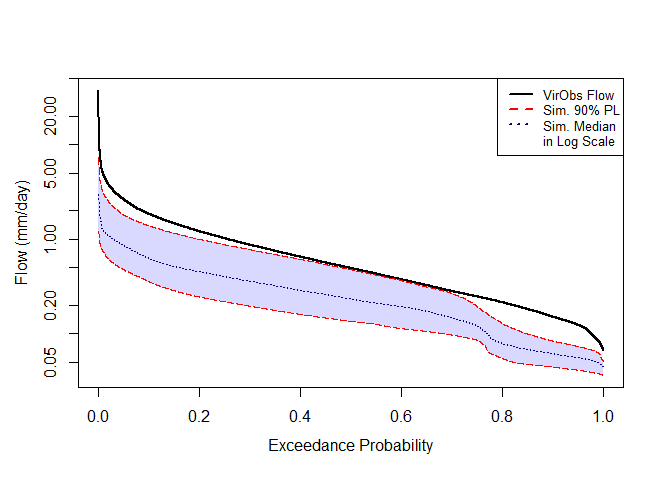 VirObs Flow
Sim. 90% PL
Sim. Median
in Log Scale
Flow (mm/day)
20.00
5.00
1.00
0.20
0.05
0.0 0.2 0.4 0.6 0.8 1.0
Exceedance Probability